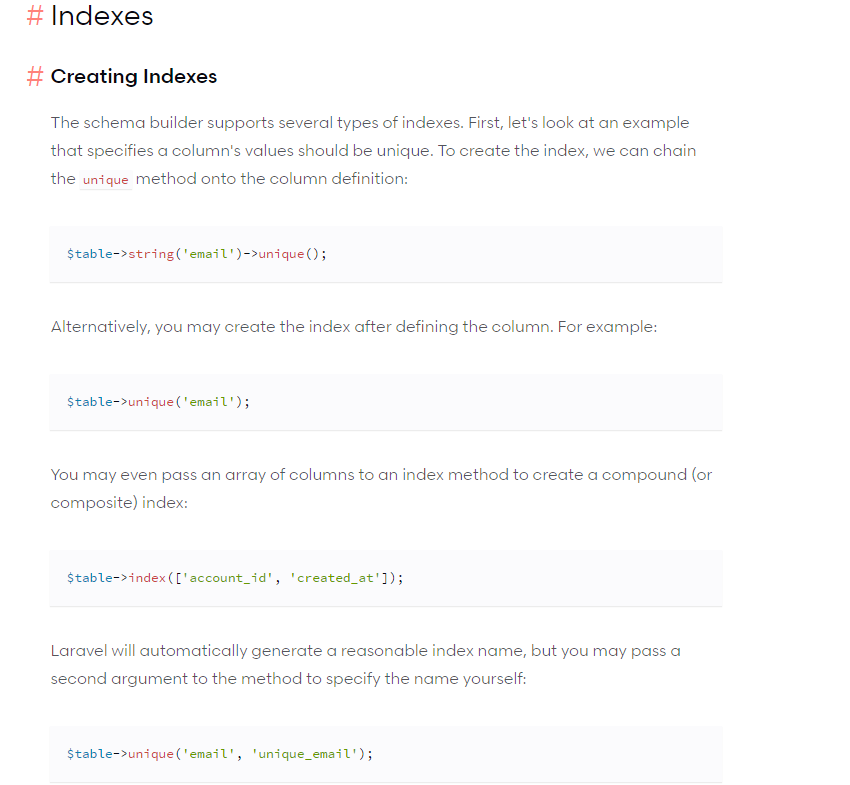 # Indexes
# Creating Indexes
The schema builder supports several types of indexes. First, let's look at an example
that specifies a column's values should be unique. To create the index, we can chain
the unique method onto the column definition:
$table->string('email')->unique();
Alternatively, you may create the index after defining the column. For example:
$table->unique('email');
You may even pass an array of columns to an index method to create a compound (or
composite) index:
$table->index(['account_id', 'created_at']);
Laravel will automatically generate a reasonable index name, but you may pass a
second argument to the method to specify the name yourself:
$table->unique('email', 'unique_email');